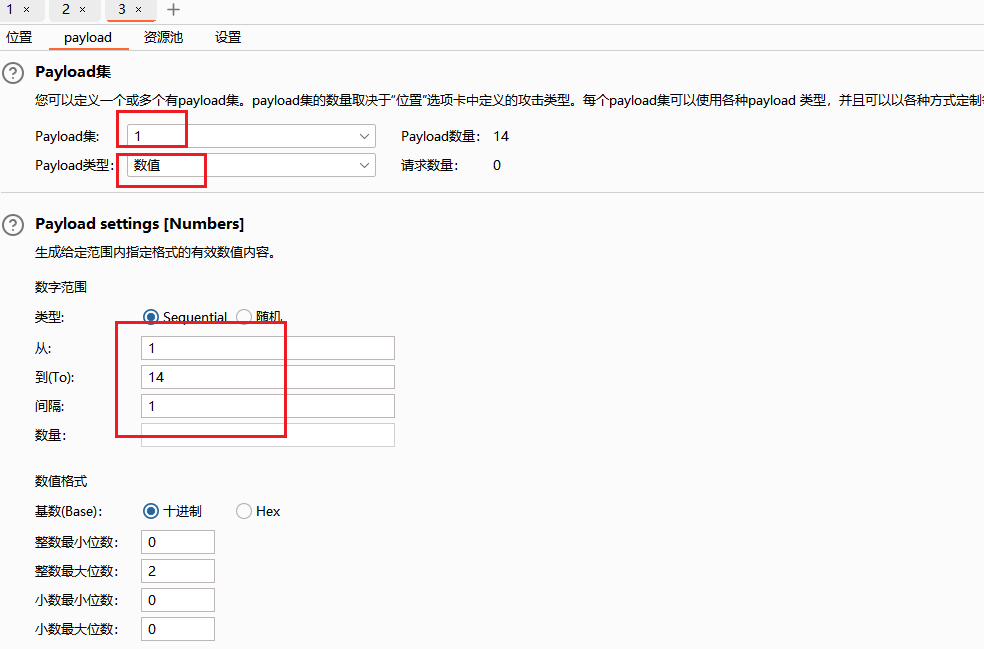 1 × 2 × 3 × +
位置 payload 资源池 设置
Payload集
您可以定义一个或多个有payload集。payload集的数量取决于“位置”选项卡中定义的攻击类型。每个payload集可以使用各种payload 类型，并且可以以各种方式定制
Payload集: 1 Payload数量: 14
Payload类型: 数值 请求数量: 0
Payload settings [Numbers]
生成给定范围内指定格式的有效数值内容。
数字范围
类型: Sequential 随机
从: 1
到(To): 14
间隔: 1
数量:
数值格式
基数(Base): 十进制 Hex
整数最小位数: 0
整数最大位数: 2
小数最小位数: 0
小数最大位数: 0